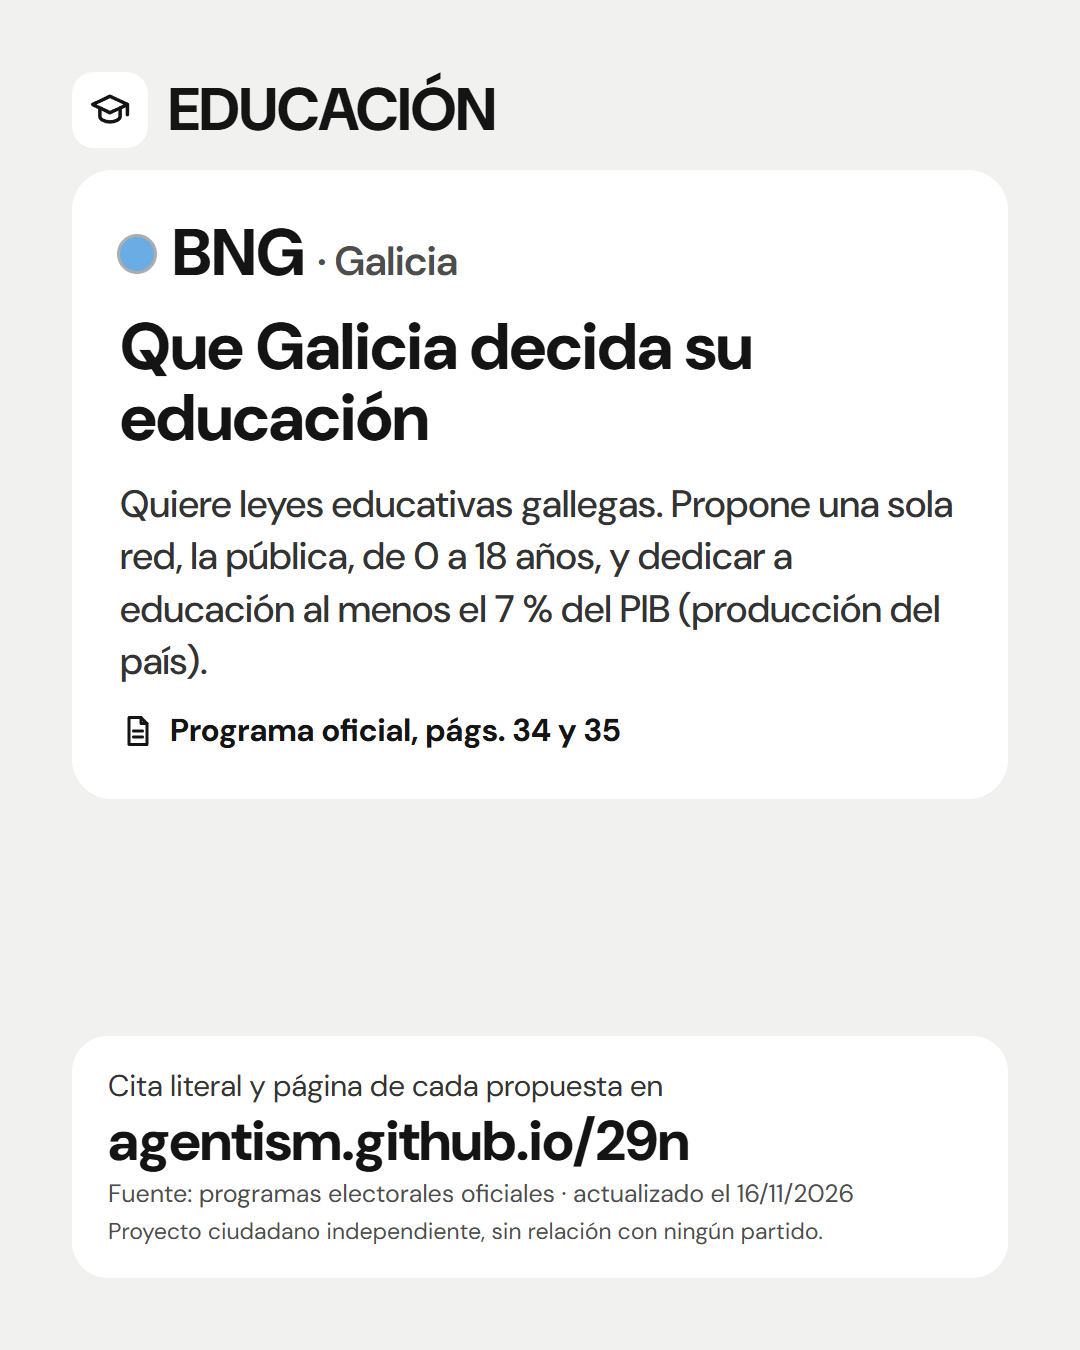 EDUCACIÓN
BNG · Galicia
Que Galicia decida su
educación
Quiere leyes educativas gallegas. Propone una sola
red, la pública, de 0 a 18 años, y dedicar a
educación al menos el 7 % del PIB (producción del
país).
Programa oficial, págs. 34 y 35
Cita literal y página de cada propuesta en
agentism.github.io/29n
Fuente: programas electorales oficiales · actualizado el 16/11/2026
Proyecto ciudadano independiente, sin relación con ningún partido.